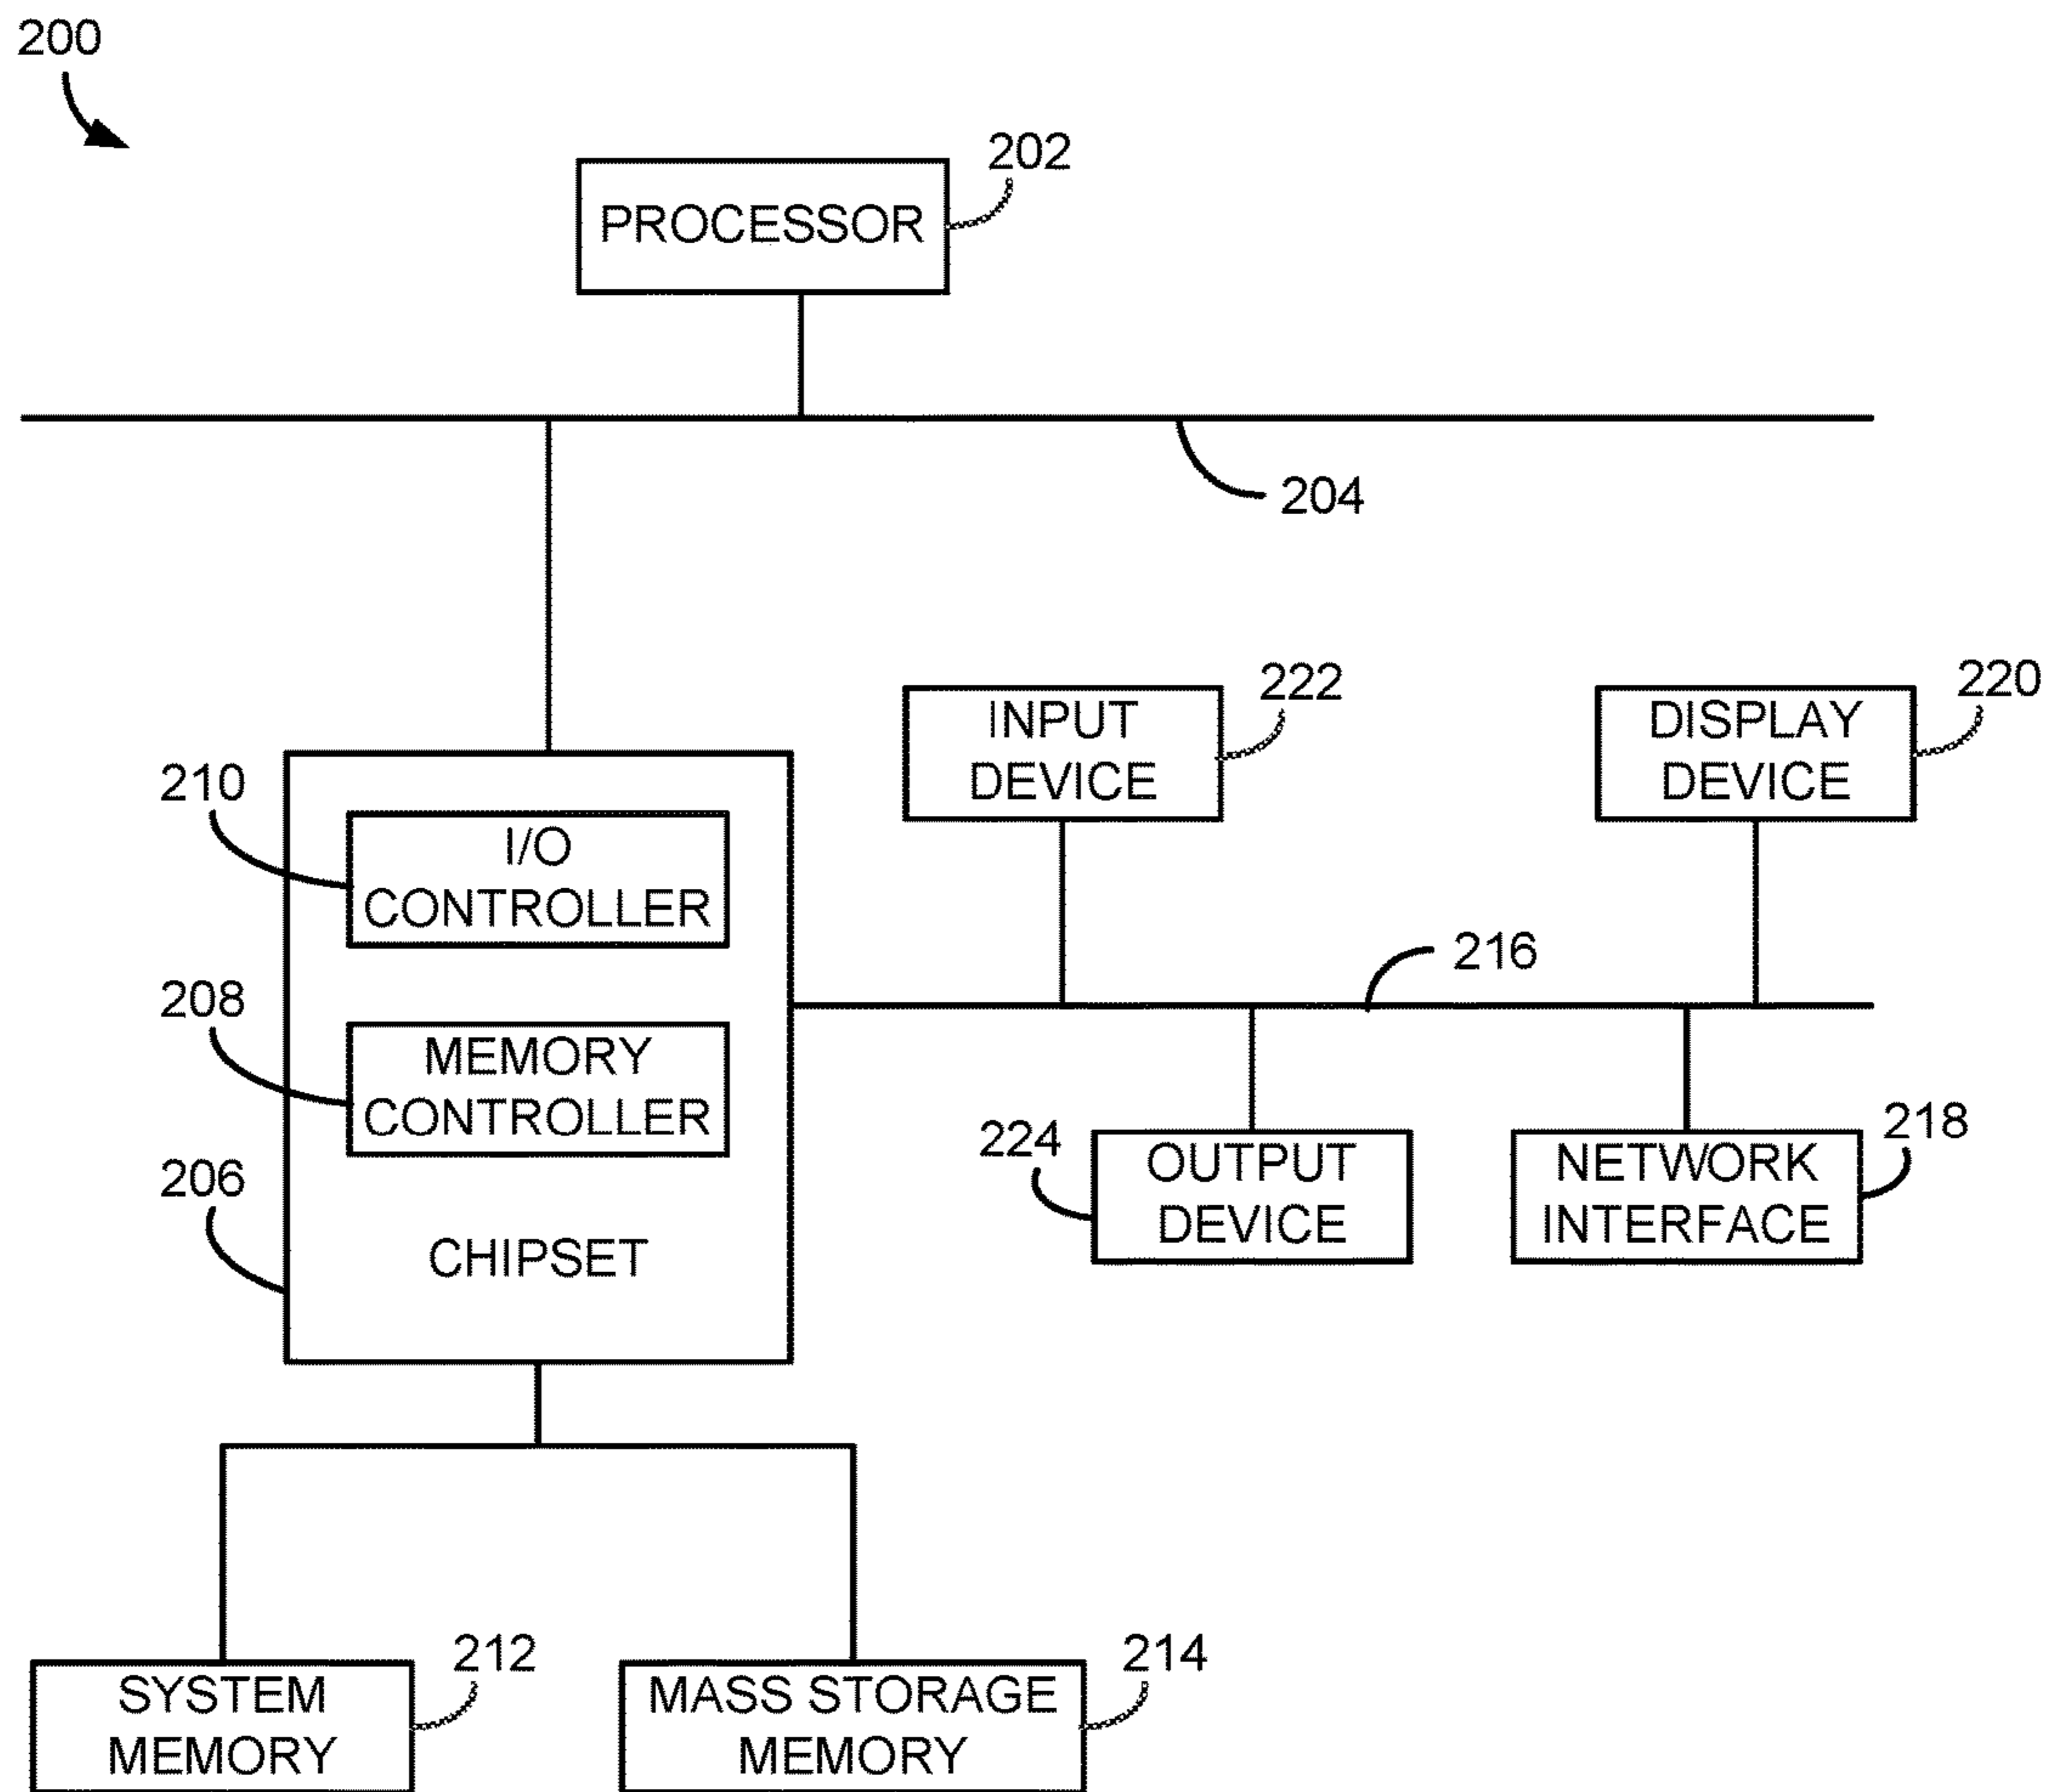 200
202
PROCESSOR
204
222
INPUT
DEVICE
220
DISPLAY
DEVICE
210
I/O
CONTROLLER
216
208
MEMORY
CONTROLLER
206
CHIPSET
224
OUTPUT
DEVICE
218
NETWORK
INTERFACE
212
SYSTEM
MEMORY
214
MASS STORAGE
MEMORY